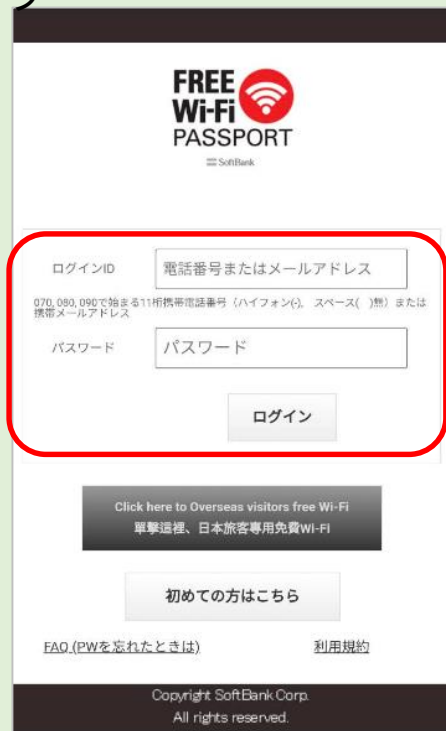 FREE
Wi-Fi
PASSPORT
SoftBank
ログインID
電話番号またはメールアドレス
070, 080, 090で始まる11桁携帯電話番号（ハイフォン(-)、スペース( )無）または
携帯メールアドレス
パスワード
パスワード
ログイン
Click here to Overseas visitors free Wi-Fi
單擊這裡、日本旅客專用免費Wi-Fi
初めての方はこちら
FAQ (PWを忘れたときは)
利用規約
Copyright SoftBank Corp.
All rights reserved.